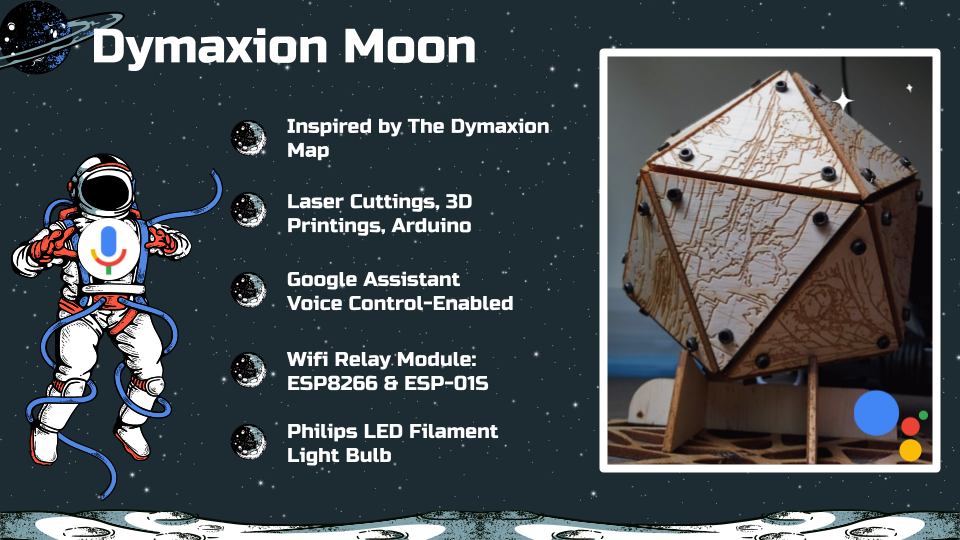 Dymaxion Moon
Inspired by The Dymaxion
Map
Laser Cuttings, 3D
Printings, Arduino
Google Assistant
Voice Control-Enabled
Wifi Relay Module:
ESP8266 & ESP-01S
Philips LED Filament
Light Bulb